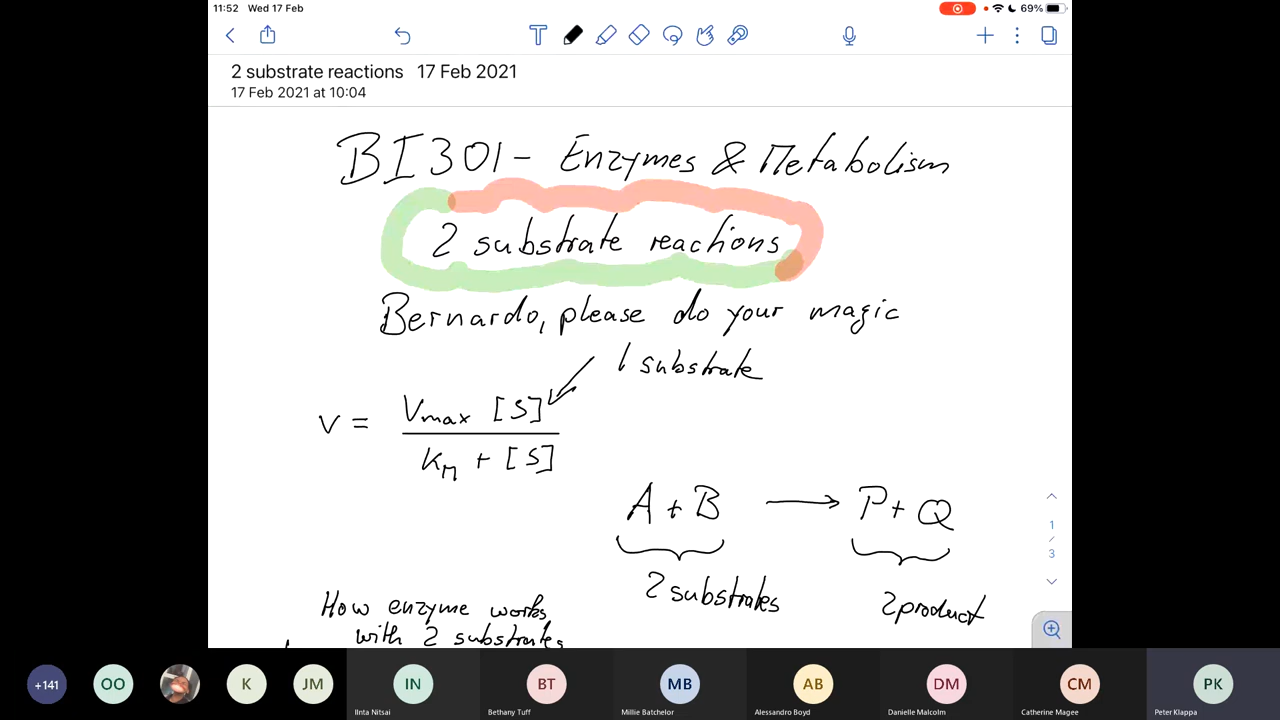 11:52 Wed 17 Feb
69%
2 substrate reactions 17 Feb 2021
17 Feb 2021 at 10:04
BI301 - Enzymes & Metabolism
2 substrate reactions
Bernardo, please do your magic
1 substrate
v = Vmax [S]
KM + [S]
A + B → P + Q
2 substrates
2 product
How enzyme works
with 2 substrates
1
/
3
+141
OO
K
JM
IN
BT
MB
AB
DM
CM
PK
Ilnta Nitsai
Bethany Tuff
Millie Batchelor
Alessandro Boyd
Danielle Malcolm
Catherine Magee
Peter Klappa